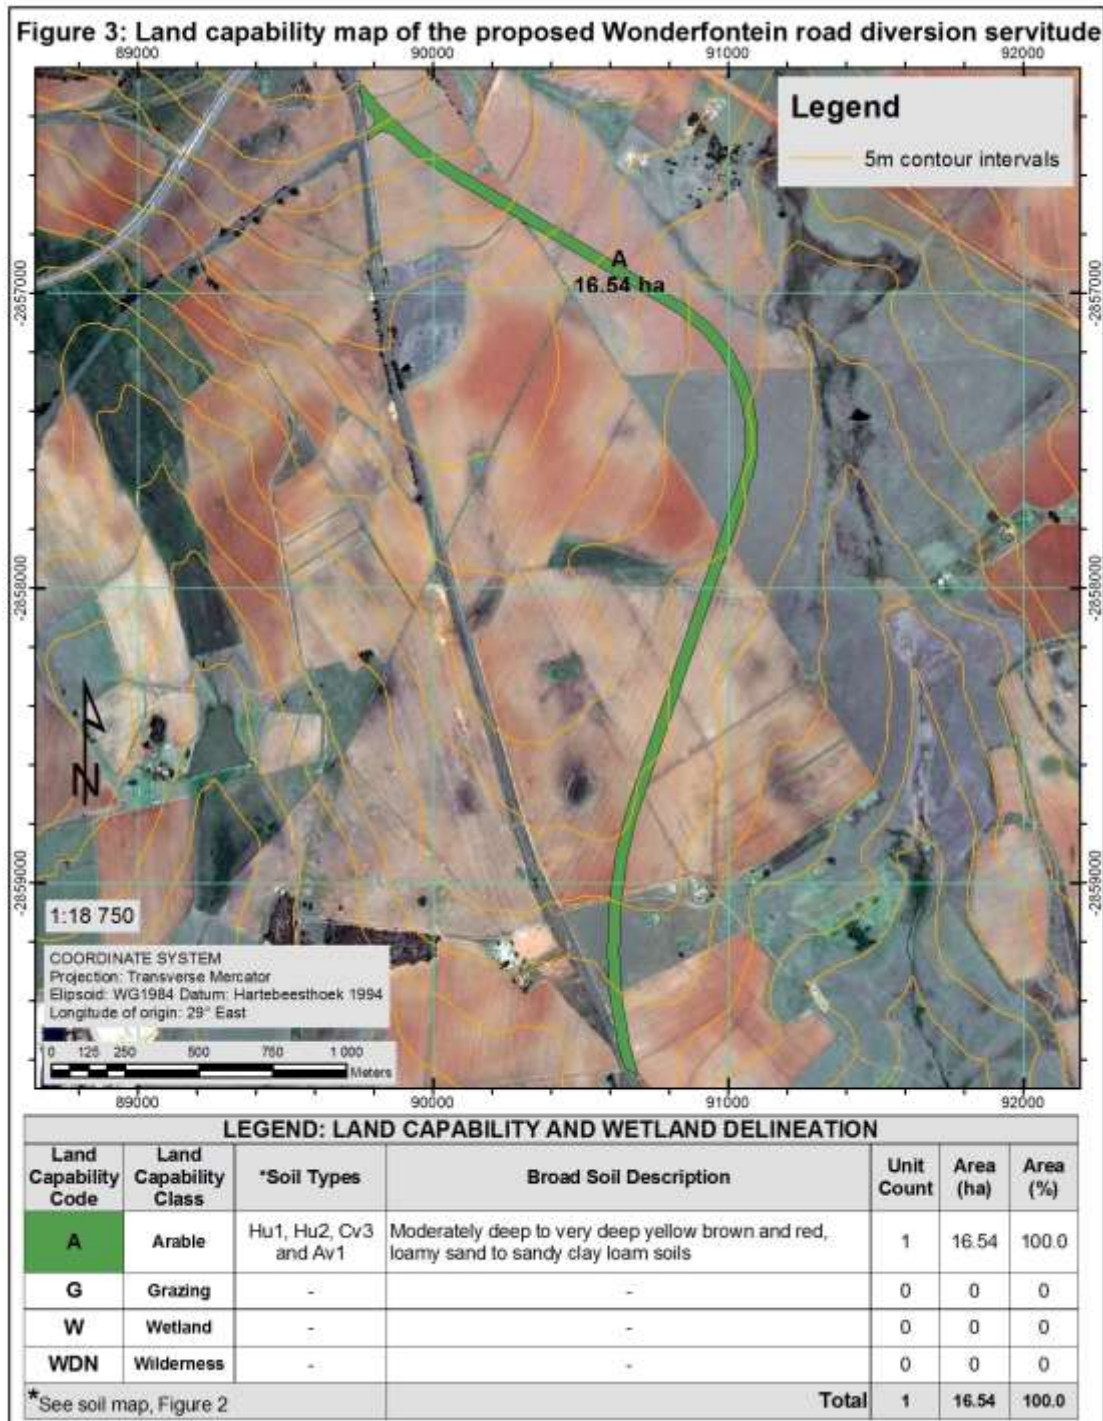 Figure 3: Land capability map of the proposed Wonderfontein road diversion servitude
89000 90000 91000 92000
Legend
5m contour intervals
A
16.54 ha
-2857000 -2857000
-2858000 -2858000
N
-2859000 -2859000
1:18 750
COORDINATE SYSTEM
Projection: Transverse Mercator
Elipsoid: WG1984 Datum: Hartebeesthoek 1994
Longitude of origin: 29° East
0 125 250 500 750 1 000
Meters
89000 90000 91000 92000
LEGEND: LAND CAPABILITY AND WETLAND DELINEATION
Land Capability Code | Land Capability Class | *Soil Types | Broad Soil Description | Unit Count | Area (ha) | Area (%)
A | Arable | Hu1, Hu2, Cv3 and Av1 | Moderately deep to very deep yellow brown and red, loamy sand to sandy clay loam soils | 1 | 16.54 | 100.0
G | Grazing | - | - | 0 | 0 | 0
W | Wetland | - | - | 0 | 0 | 0
WDN | Wilderness | - | - | 0 | 0 | 0
*See soil map, Figure 2 Total | 1 | 16.54 | 100.0